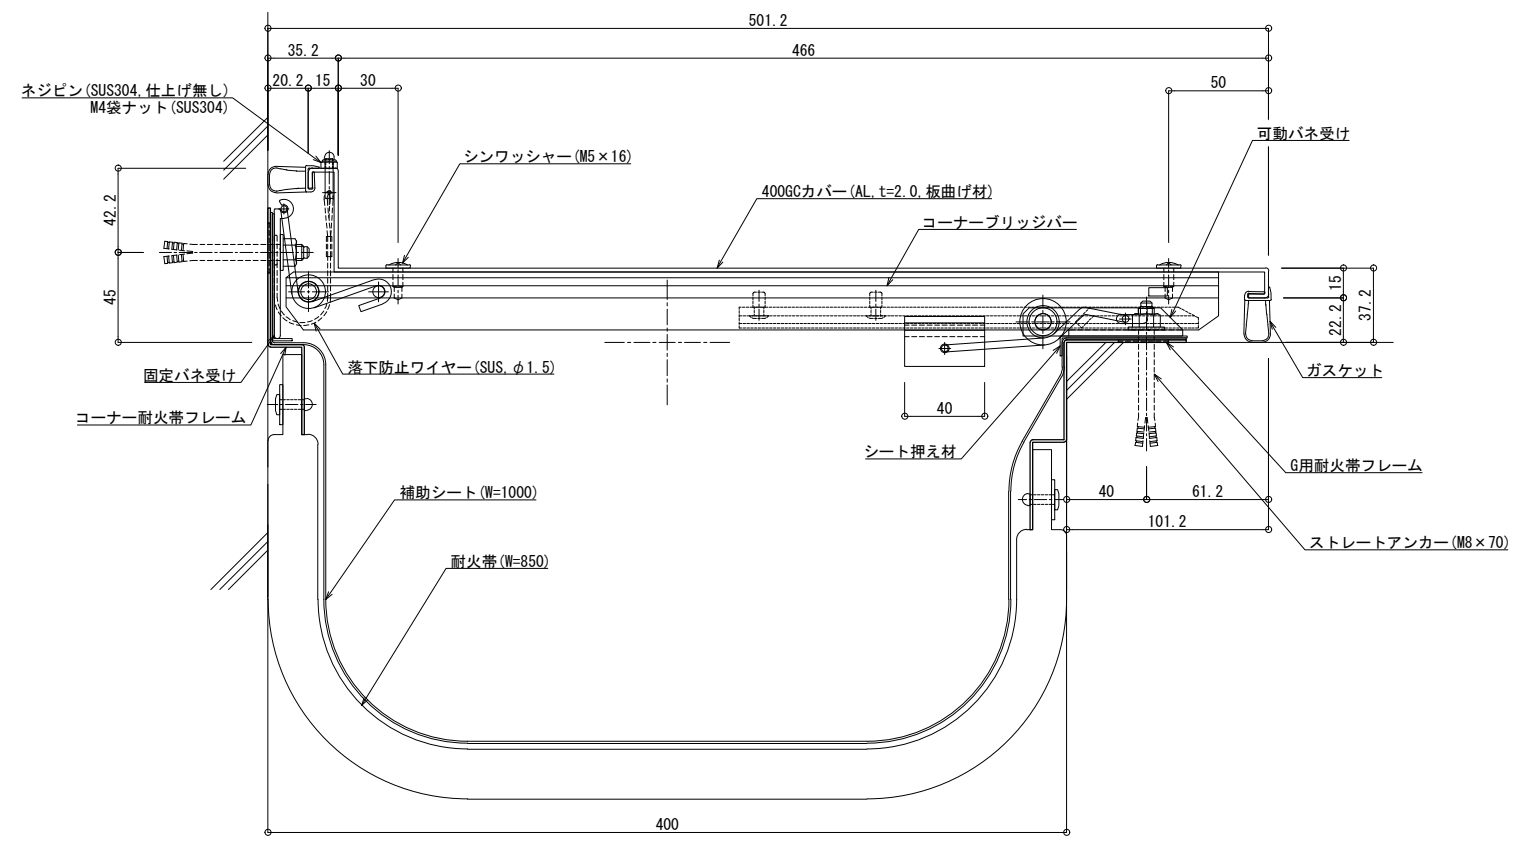 501.2
35.2
466
20.2
15
30
50
ネジピン(SUS304,仕上げ無し)
M4袋ナット(SUS304)
可動バネ受け
シンワッシャー(M5×16)
400GCカバー(AL,t=2.0,板曲げ材)
コーナーブリッジバー
42.2
45
15
22.2
37.2
固定バネ受け
落下防止ワイヤー(SUS,φ1.5)
ガスケット
コーナー耐火帯フレーム
40
シート押え材
G用耐火帯フレーム
補助シート(W=1000)
40
61.2
101.2
ストレートアンカー(M8×70)
耐火帯(W=850)
400